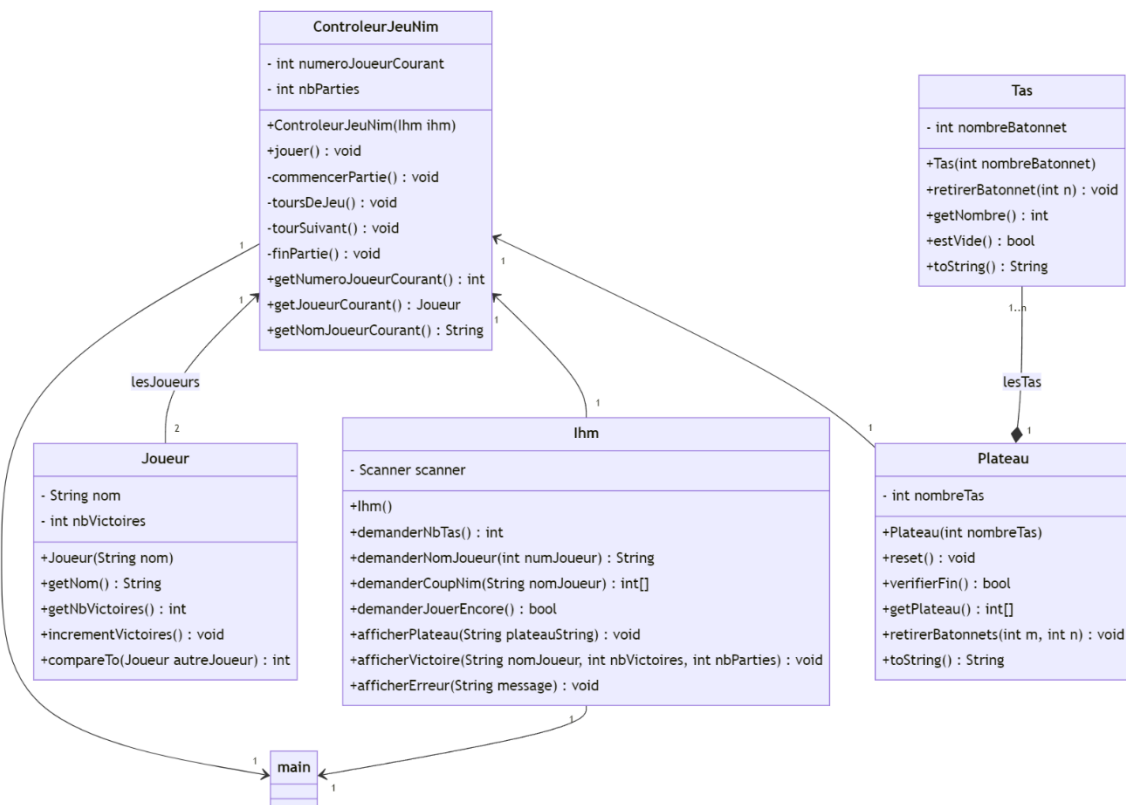 ControleurJeuNim
- int numeroJoueurCourant
- int nbParties
+ControleurJeuNim(Ihm ihm)
+jouer() : void
-commencerPartie() : void
-toursDeJeu() : void
-tourSuivant() : void
-finPartie() : void
+getNumeroJoueurCourant() : int
+getJoueurCourant() : Joueur
+getNomJoueurCourant() : String
Tas
- int nombreBatonnet
+Tas(int nombreBatonnet)
+retirerBatonnet(int n) : void
+getNombre() : int
+estVide() : bool
+toString() : String
1
1
1
1
1..n
lesJoueurs
lesTas
2
1
1
1
Joueur
- String nom
- int nbVictoires
+Joueur(String nom)
+getNom() : String
+getNbVictoires() : int
+incrementVictoires() : void
+compareTo(Joueur autreJoueur) : int
Ihm
- Scanner scanner
+Ihm()
+demanderNbTas() : int
+demanderNomJoueur(int numJoueur) : String
+demanderCoupNim(String nomJoueur) : int[]
+demanderJouerEncore() : bool
+afficherPlateau(String plateauString) : void
+afficherVictoire(String nomJoueur, int nbVictoires, int nbParties) : void
+afficherErreur(String message) : void
Plateau
- int nombreTas
+Plateau(int nombreTas)
+reset() : void
+verifierFin() : bool
+getPlateau() : int[]
+retirerBatonnets(int m, int n) : void
+toString() : String
1
1
main
1